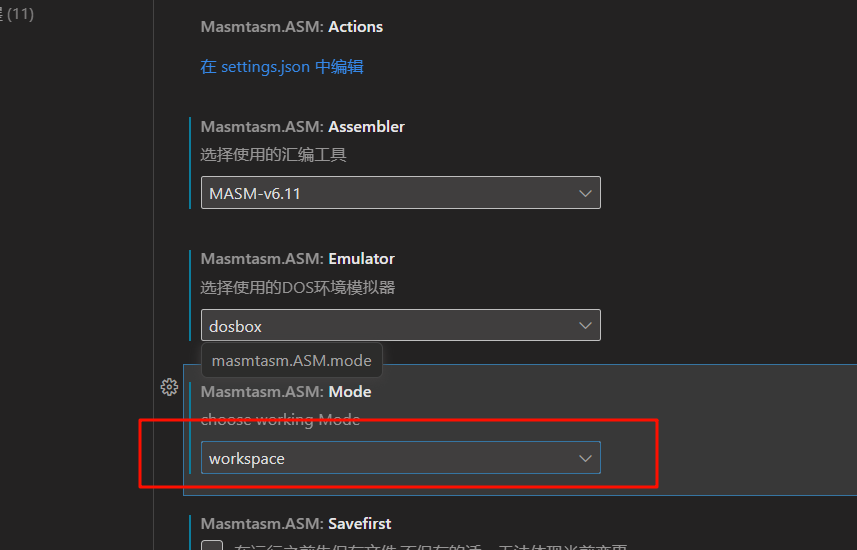 (11)
Masmtasm.ASM: Actions
在 settings.json 中编辑
Masmtasm.ASM: Assembler
选择使用的汇编工具
MASM-v6.11
Masmtasm.ASM: Emulator
选择使用的DOS环境模拟器
dosbox
masmtasm.ASM.mode
Masmtasm.ASM: Mode
choose working Mode
workspace
Masmtasm.ASM: Savefirst